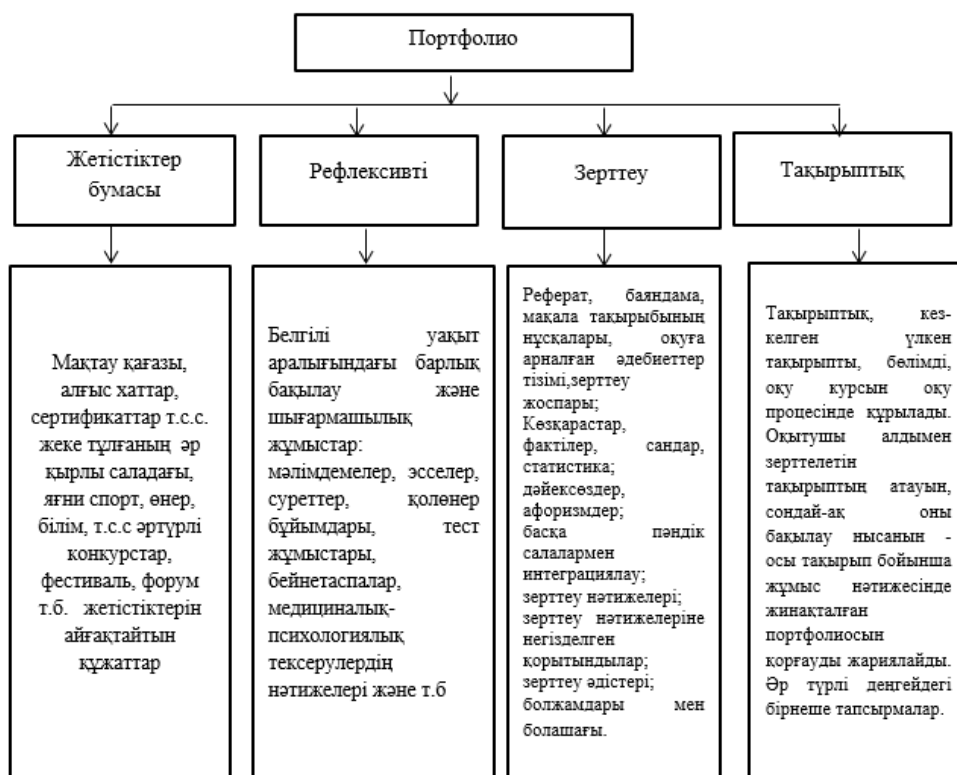 Портфолио
Жетістіктер
бумасы
Рефлексивті
Зерттеу
Тақырыптық
Мақтау қағазы,
алғыс хаттар,
сертификаттар т.с.с.
жеке тұлғаның әр
қырлы саладағы,
яғни спорт, өнер,
білім, т.с.с әртүрлі
конкурстар,
фестиваль, форум
т.б. жетістіктерін
айғақтайтын
құжаттар
Белгілі уақыт
аралығындағы барлық
бақылау және
шығармашылық
жұмыстар:
мәлімдемелер, эсселер,
суреттер, қолөнер
бұйымдары, тест
жұмыстары,
бейнетаспалар,
медициналық-
психологиялық
тексерулердің
нәтижелері және т.б
Реферат, баяндама,
мақала тақырыбының
нұсқалары, оқуға
арналған әдебиеттер
тізімі,зерттеу
жоспары;
Көзқарастар,
фактілер, сандар,
статистика;
дәйексөздер,
афоризмдер;
басқа пәндік
салалармен
интеграциялау;
зерттеу нәтижелері;
зерттеу нәтижелеріне
негізделген
қорытындылар;
зерттеу әдістері;
болжамдары мен
болашағы.
Тақырыптық, кез-
келген үлкен
тақырыпты, бөлімді,
оқу курсын оқу
процесінде құрылады.
Оқытушы алдымен
зерттелетін
тақырыптың атауын,
сондай-ақ оны
бақылау нысанын -
осы тақырып бойынша
жұмыс нәтижесінде
жинақталған
портфолиосын
қорғауды жариялайды.
Әр түрлі деңгейдегі
бірнеше тапсырмалар.